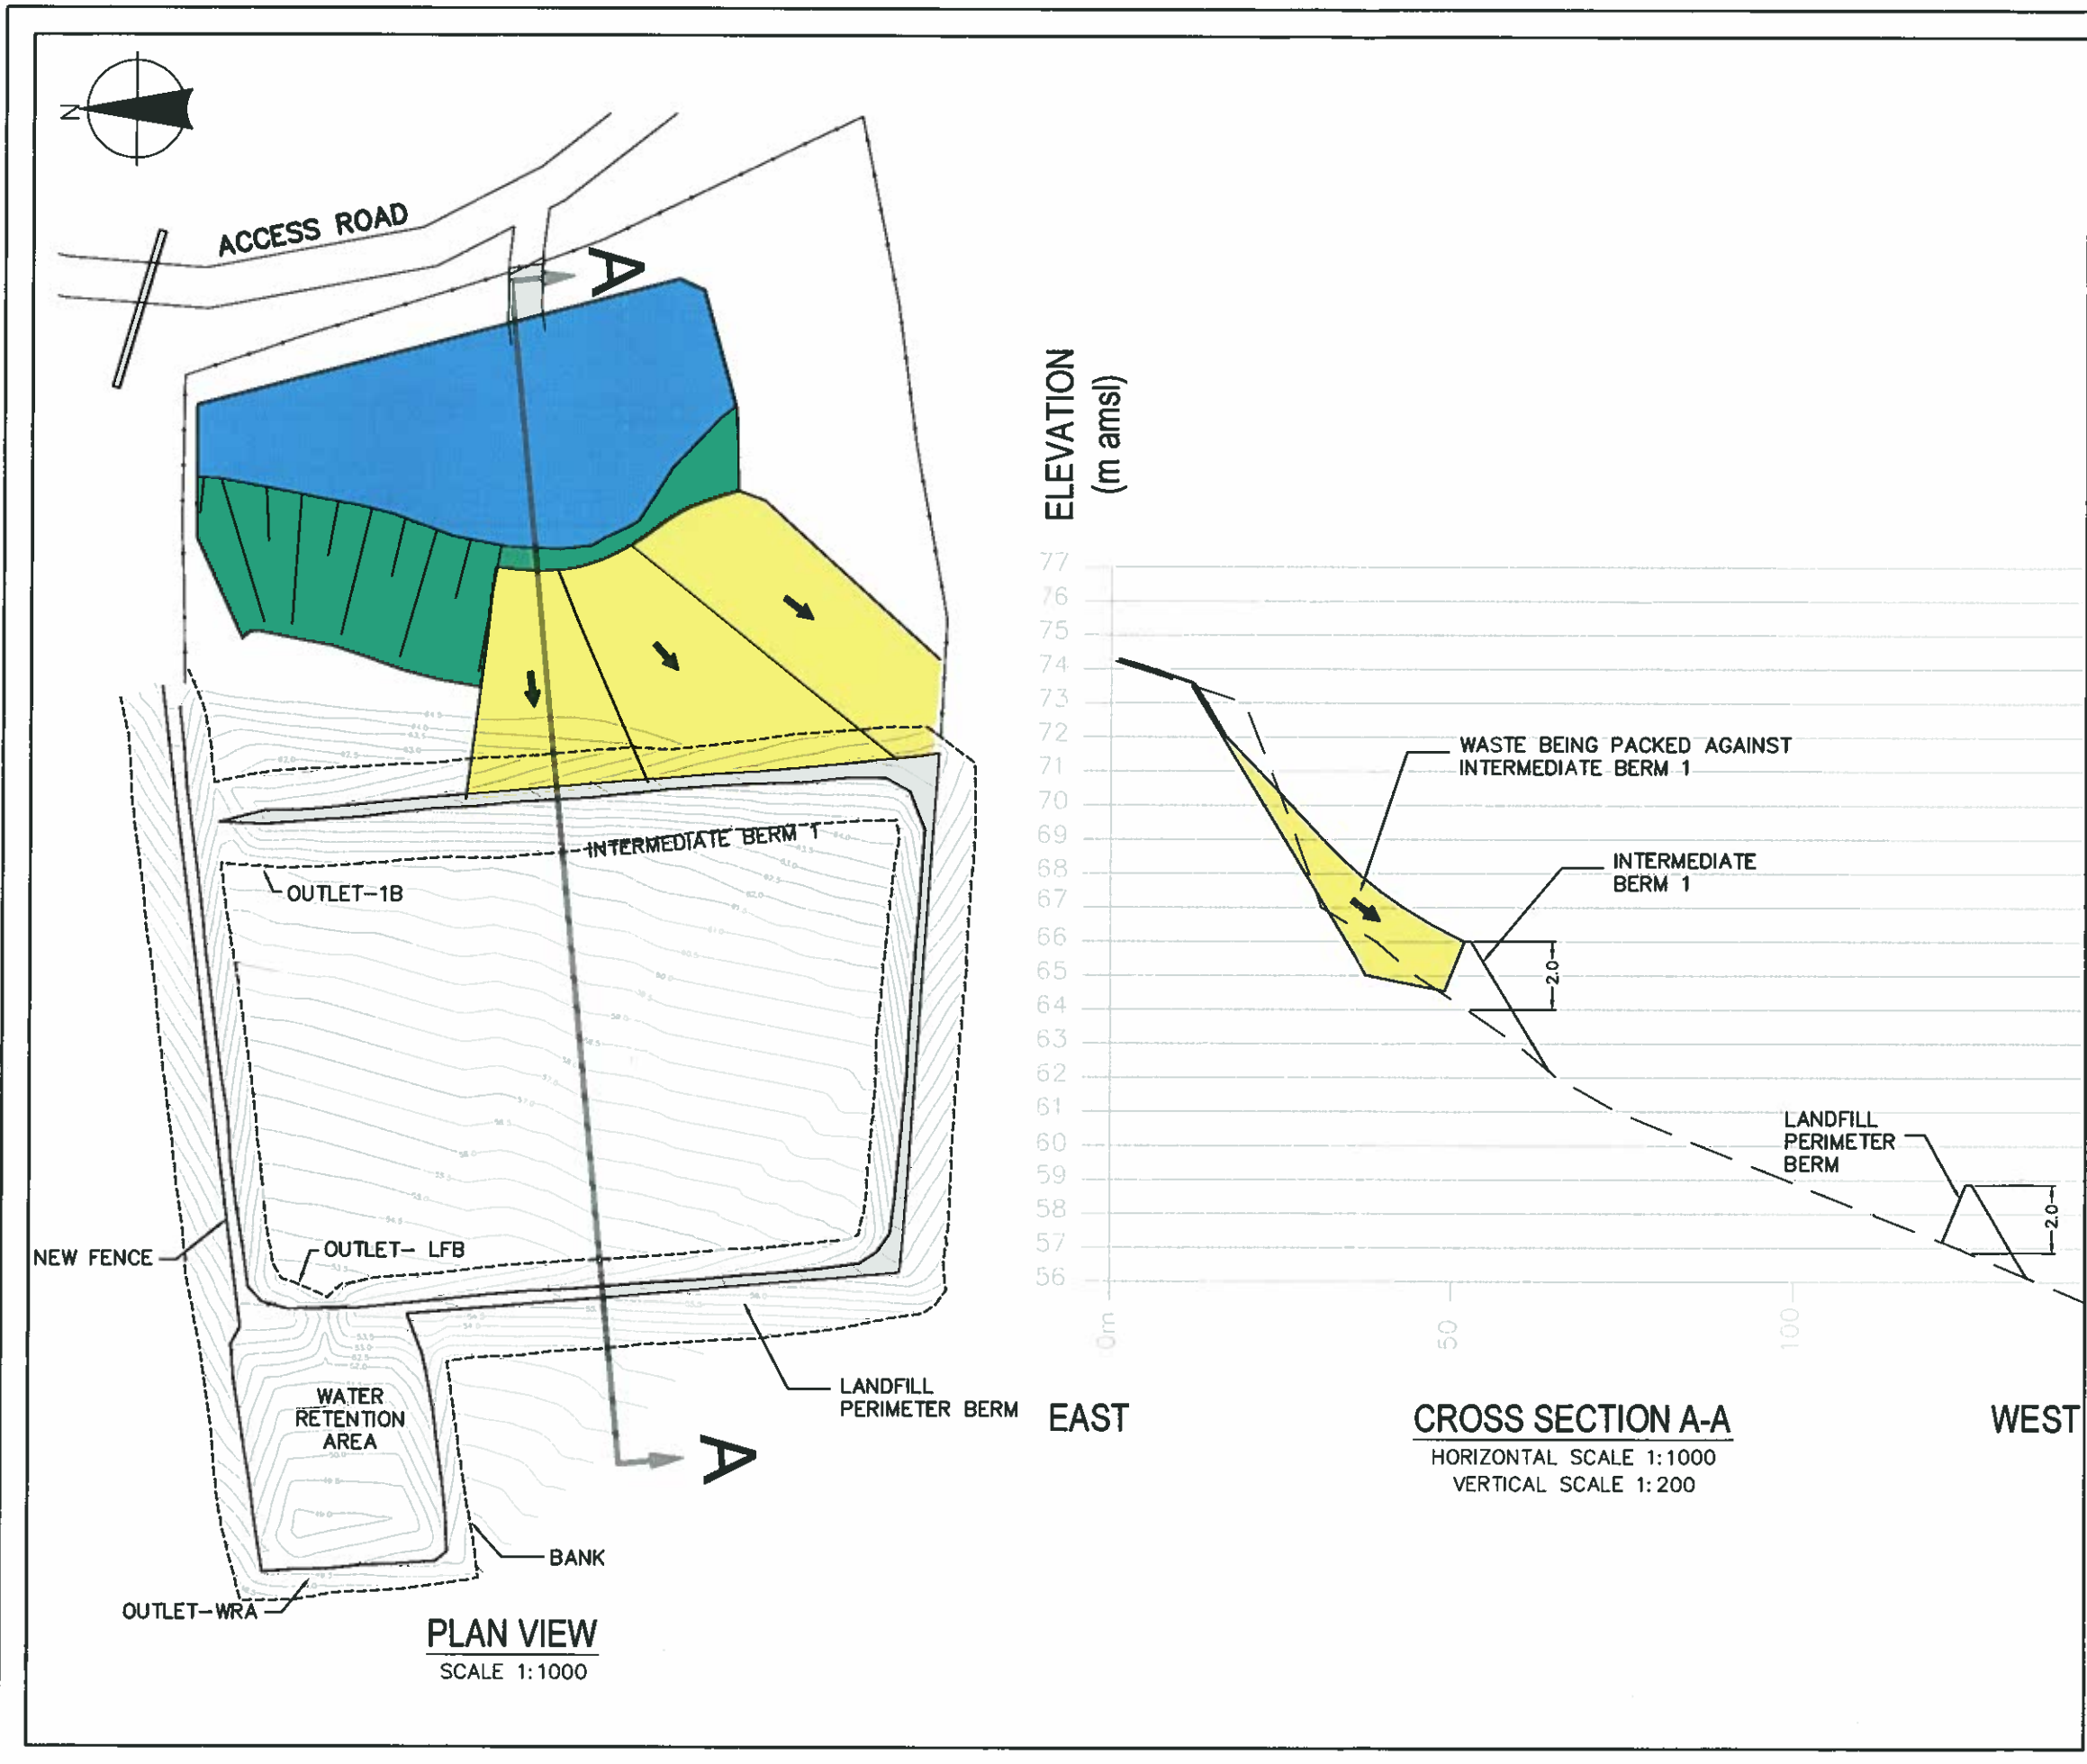 N
ACCESS ROAD
A
INTERMEDIATE BERM 1
OUTLET-1B
NEW FENCE
OUTLET- LFB
WATER
RETENTION
AREA
LANDFILL
PERIMETER BERM
A
BANK
OUTLET-WRA
PLAN VIEW
SCALE 1:1000
ELEVATION
(m amsl)
77
76
75
74
73
72
71
70
69
68
67
66
65
64
63
62
61
60
59
58
57
56
0m
50
100
WASTE BEING PACKED AGAINST
INTERMEDIATE BERM 1
INTERMEDIATE
BERM 1
2.0
LANDFILL
PERIMETER
BERM
2.0
EAST
CROSS SECTION A-A
WEST
HORIZONTAL SCALE 1:1000
VERTICAL SCALE 1:200